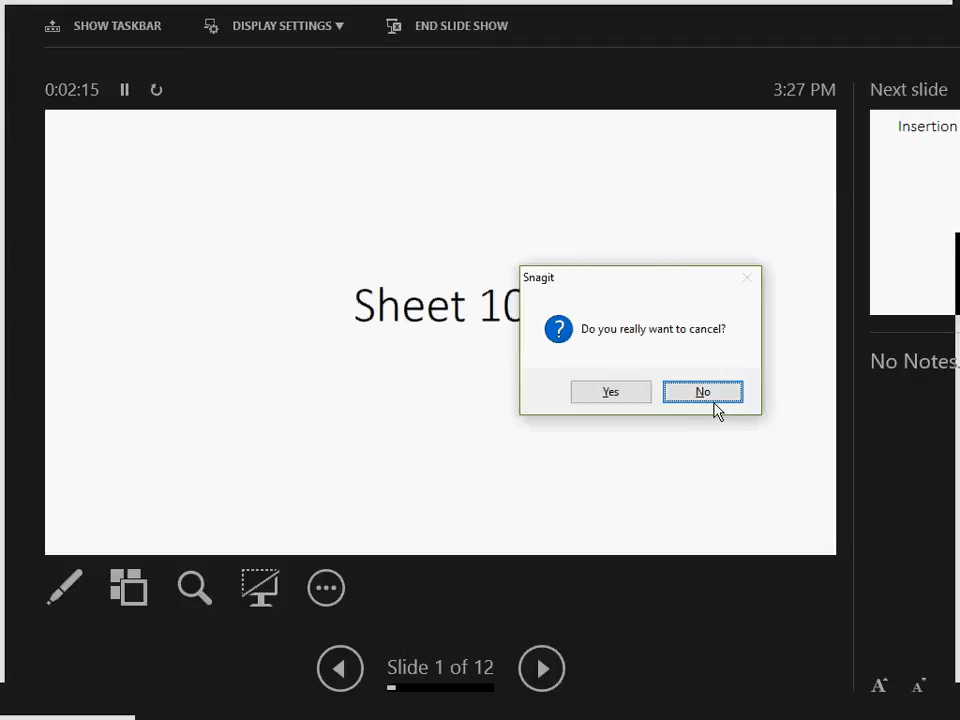 SHOW TASKBAR
DISPLAY SETTINGS ▼
END SLIDE SHOW
0:02:15
3:27 PM
Next slide
Insertion
Sheet 10
Snagit
Do you really want to cancel?
Yes
No
No Notes.
Slide 1 of 12
A
A